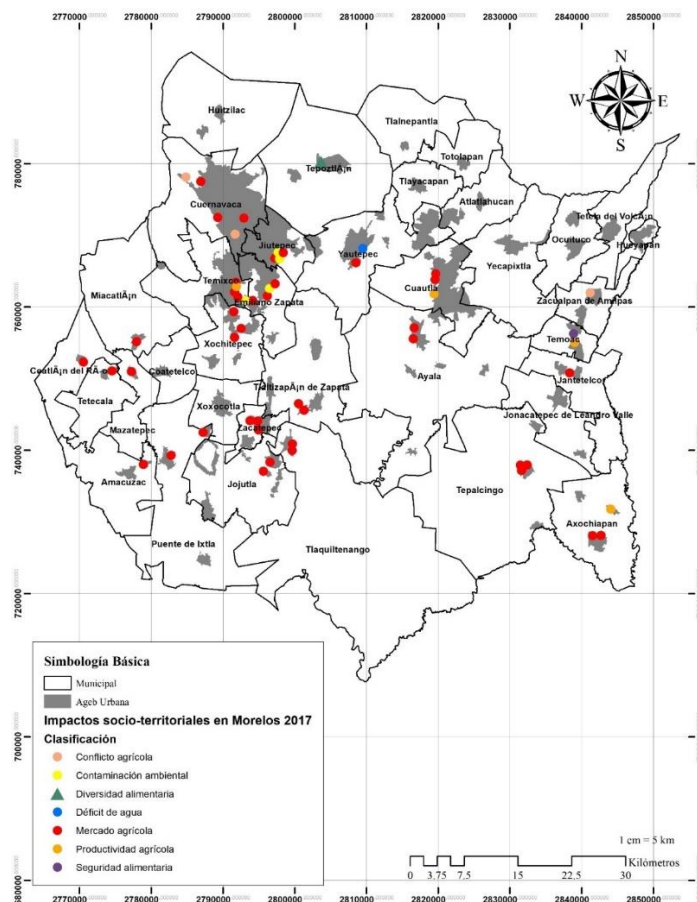 2770000 2780000 2790000 2800000 2810000 2820000 2830000 2840000 2850000
N
W E
S
Huitzilac
Tlalnepantla
Totolapan
780000
Tepoztlán
Tlayacapan
Atlatlahucan
Cuernavaca
Tetela del VolcÃ¡n
Jiutepec
Yautepec
Ocuituco
Hueyapan
Yecapixtla
Temixco
Cuautla
MiacatlÃ¡n
Emiliano Zapata
Zacualpan de Amilpas
760000
Xochitepec
Temoac
CoatlÃ¡n del RÃ­o
Coatetelco
Ayala
Jantetelco
Tetecala
TlaltizapÃ¡n de Zapata
Xoxocotla
Jonacatepec de Leandro Valle
Mazatepec
Zacatepec
740000
Amacuzac
Jojutla
Tepalcingo
Axochiapan
Puente de Ixtla
Tlaquiltenango
720000
Simbología Básica
Municipal
Ageb Urbana
Impactos socio-territoriales en Morelos 2017
Clasificación
700000
Conflicto agrícola
Contaminación ambiental
Diversidad alimentaria
Déficit de agua
Mercado agrícola
Productividad agrícola
Seguridad alimentaria
1 cm = 5 km
Kilómetros
0 3.75 7.5 15 22.5 30
680000
2770000 2780000 2790000 2800000 2810000 2820000 2830000 2840000 2850000